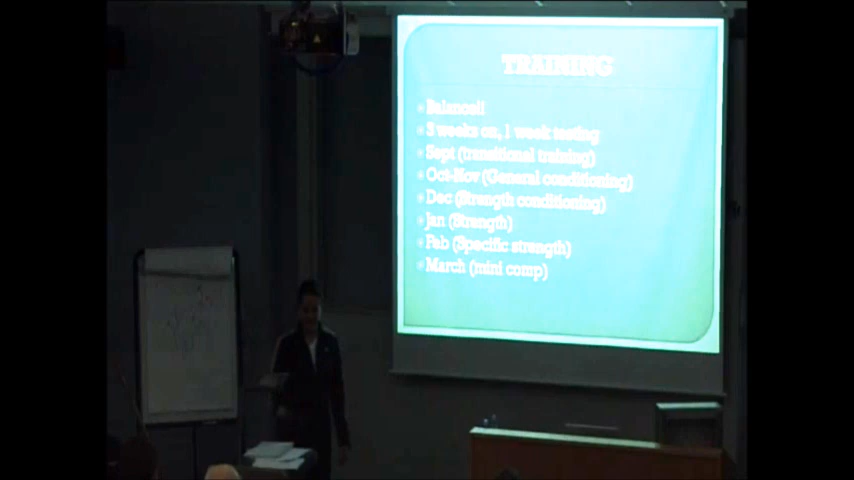 TRAINING
Balance!!
3 weeks on, 1 week testing
Sept (transitional training)
Oct-Nov (General conditioning)
Dec (Strength conditioning)
Jan (Strength)
Feb (Specific strength)
March (mini comp)